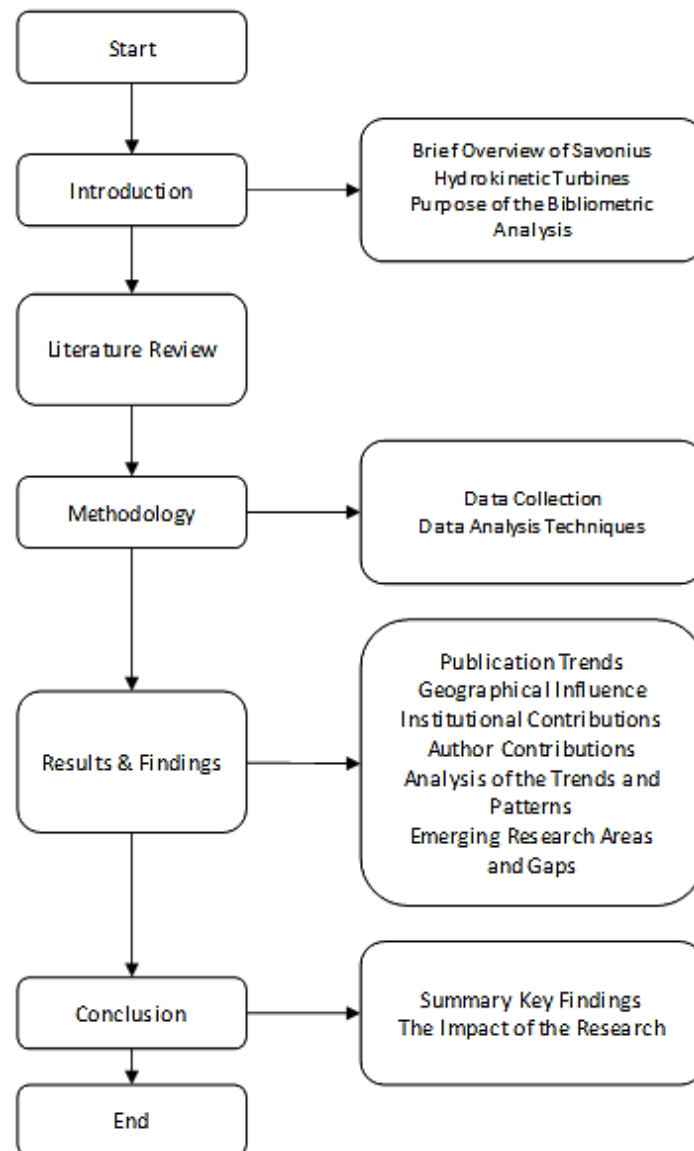 Start
Introduction
Brief Overview of Savonius
Hydrokinetic Turbines
Purpose of the Bibliometric
Analysis
Literature Review
Methodology
Data Collection
Data Analysis Techniques
Results & Findings
Publication Trends
Geographical Influence
Institutional Contributions
Author Contributions
Analysis of the Trends and
Patterns
Emerging Research Areas
and Gaps
Conclusion
Summary Key Findings
The Impact of the Research
End